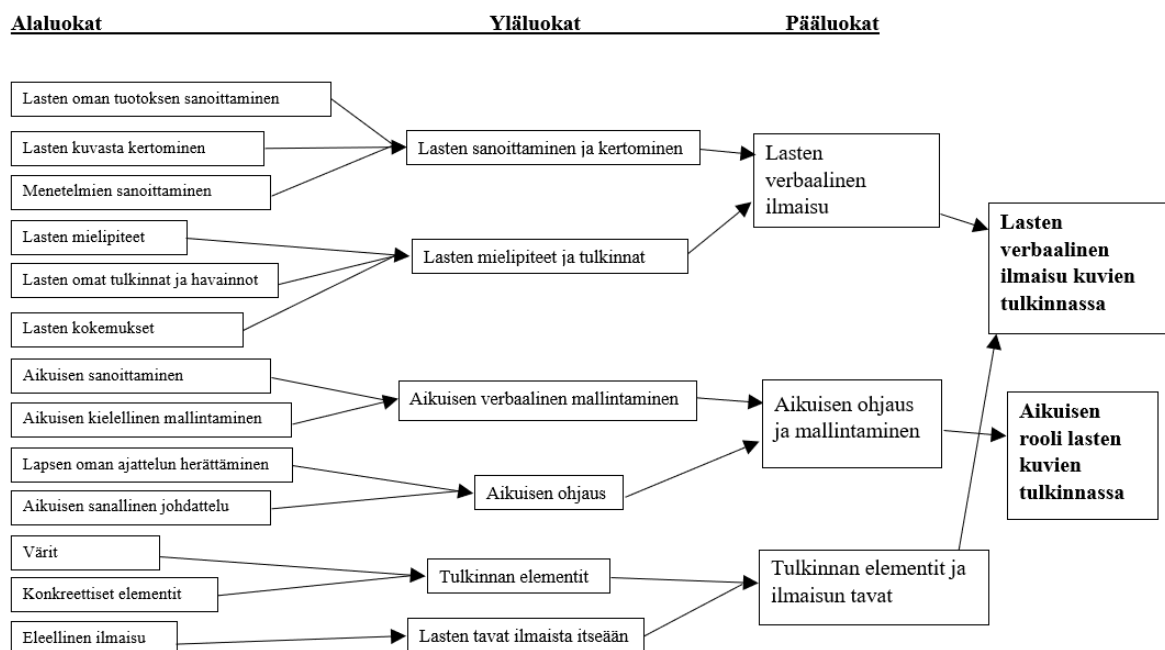 Alaluokat Yläluokat Pääluokat
Lasten oman tuotoksen sanoittaminen
Lasten kuvasta kertominen
Menetelmien sanoittaminen
Lasten mielipiteet
Lasten omat tulkinnat ja havainnot
Lasten kokemukset
Aikuisen sanoittaminen
Aikuisen kielellinen mallintaminen
Lapsen oman ajattelun herättäminen
Aikuisen sanallinen johdattelu
Värit
Konkreettiset elementit
Eleellinen ilmaisu
Lasten sanoittaminen ja kertominen
Lasten mielipiteet ja tulkinnat
Aikuisen verbaalinen mallintaminen
Aikuisen ohjaus
Tulkinnan elementit
Lasten tavat ilmaista itseään
Lasten
verbaalinen
ilmaisu
Aikuisen ohjaus
ja mallintaminen
Tulkinnan elementit ja
ilmaisun tavat
Lasten
verbaalinen
ilmaisu kuvien
tulkinnassa
Aikuisen
rooli lasten
kuvien
tulkinnassa